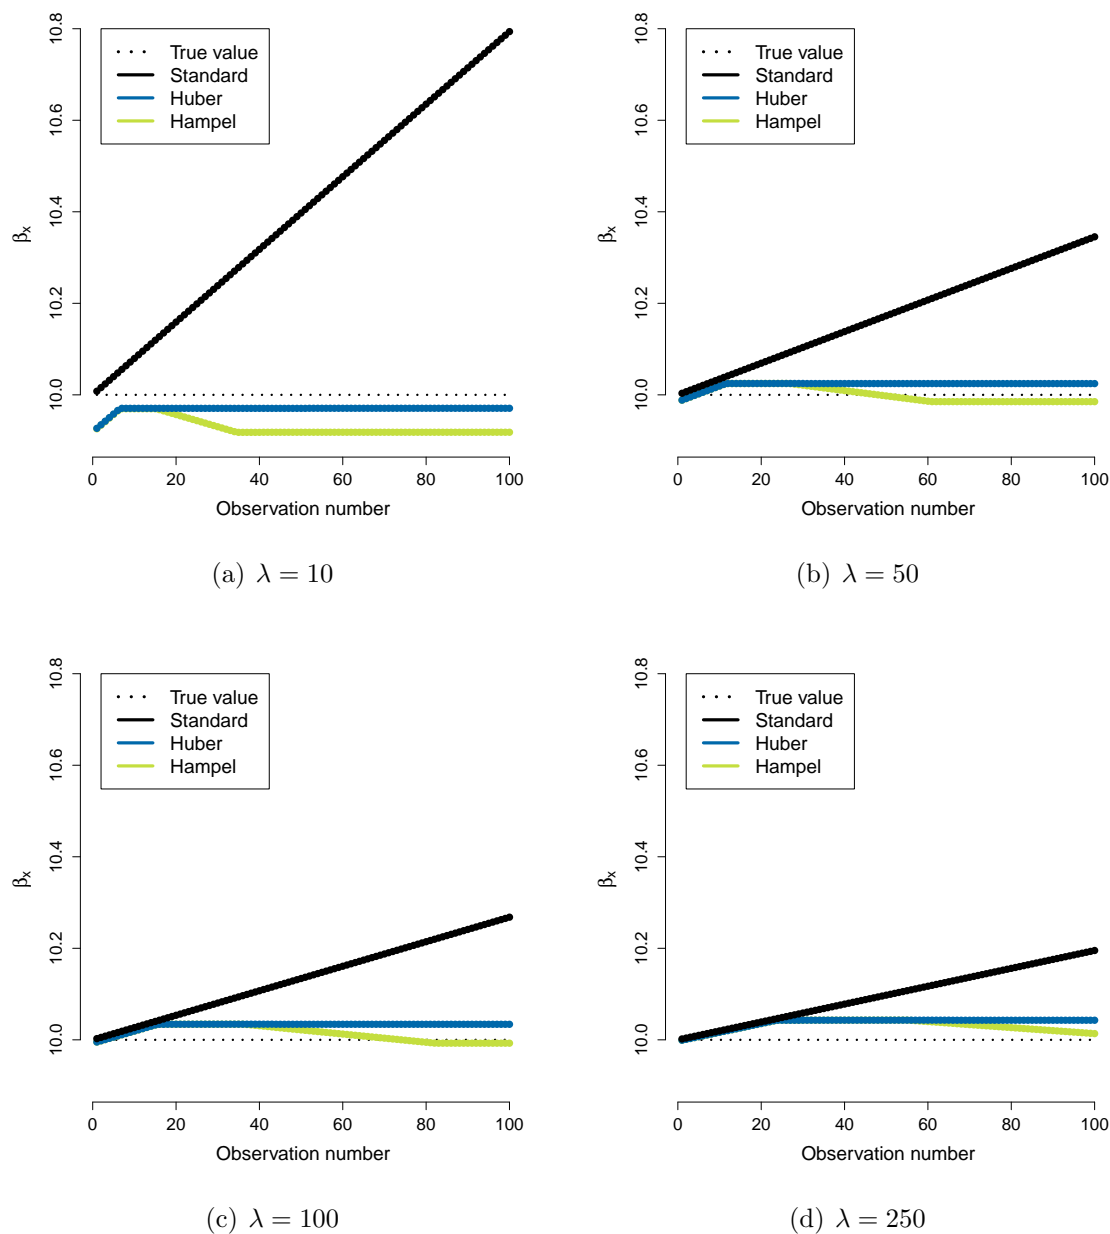 10.0 10.2 10.4 10.6 10.8
βx
True value
Standard
Huber
Hampel
0 20 40 60 80 100
Observation number
(a) λ = 10
10.0 10.2 10.4 10.6 10.8
βx
True value
Standard
Huber
Hampel
0 20 40 60 80 100
Observation number
(b) λ = 50
10.0 10.2 10.4 10.6 10.8
βx
True value
Standard
Huber
Hampel
0 20 40 60 80 100
Observation number
(c) λ = 100
10.0 10.2 10.4 10.6 10.8
βx
True value
Standard
Huber
Hampel
0 20 40 60 80 100
Observation number
(d) λ = 250